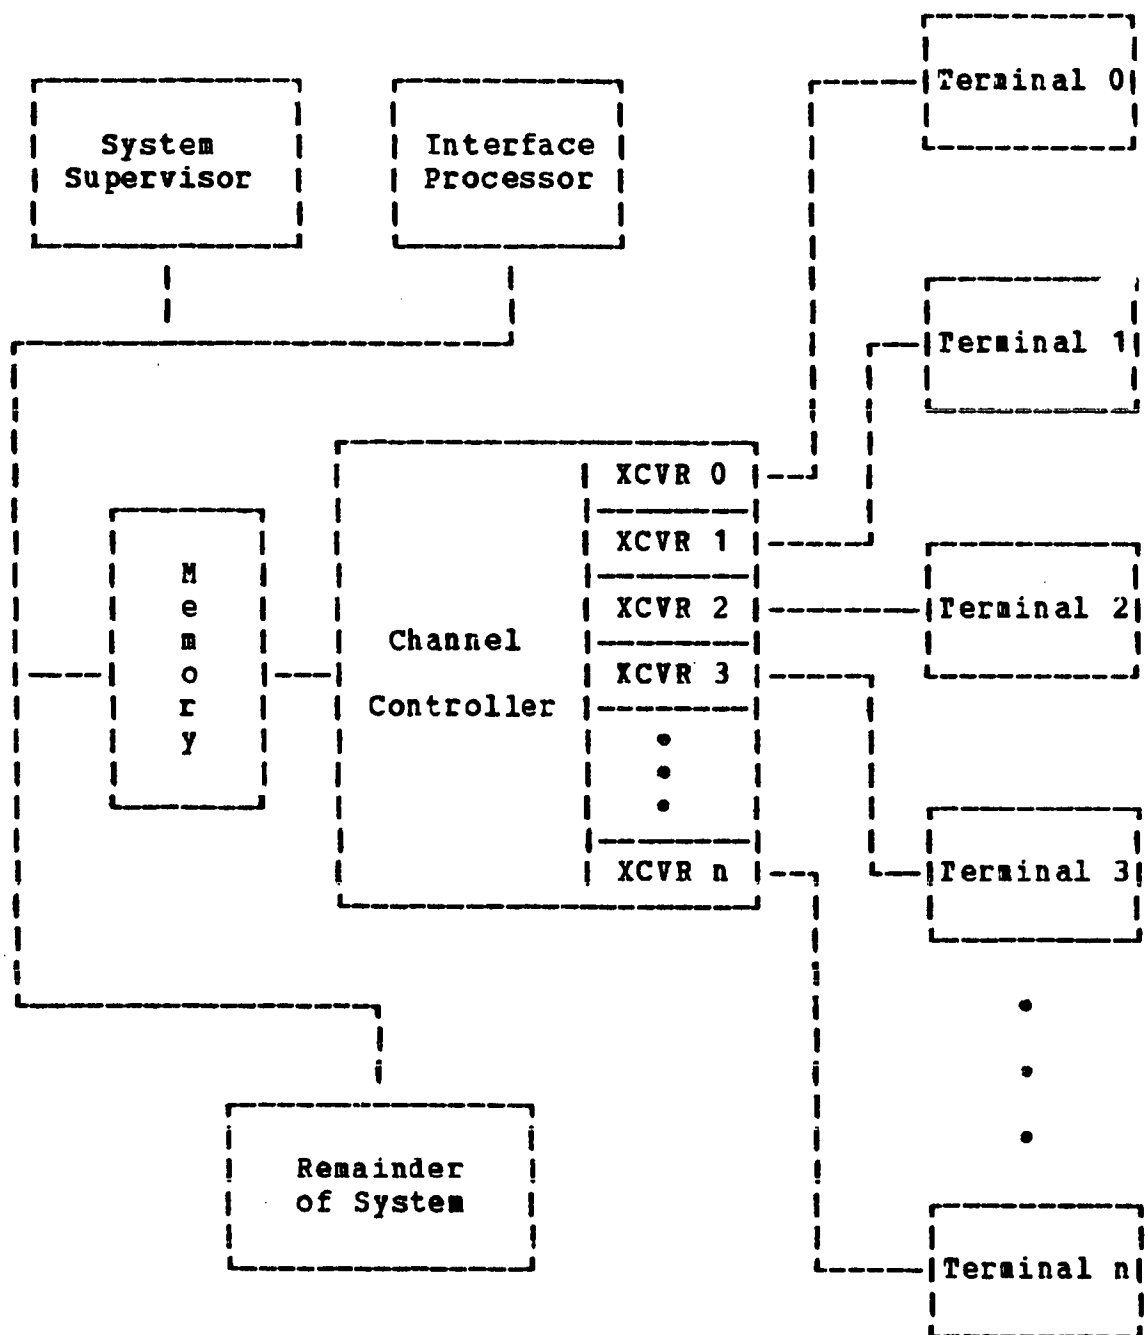 System
Supervisor
Interface
Processor
Terminal 0
Terminal 1
XCVR 0
XCVR 1
XCVR 2
XCVR 3
XCVR n
Channel
Controller
Memory
Terminal 2
Terminal 3
Remainder
of System
Terminal n